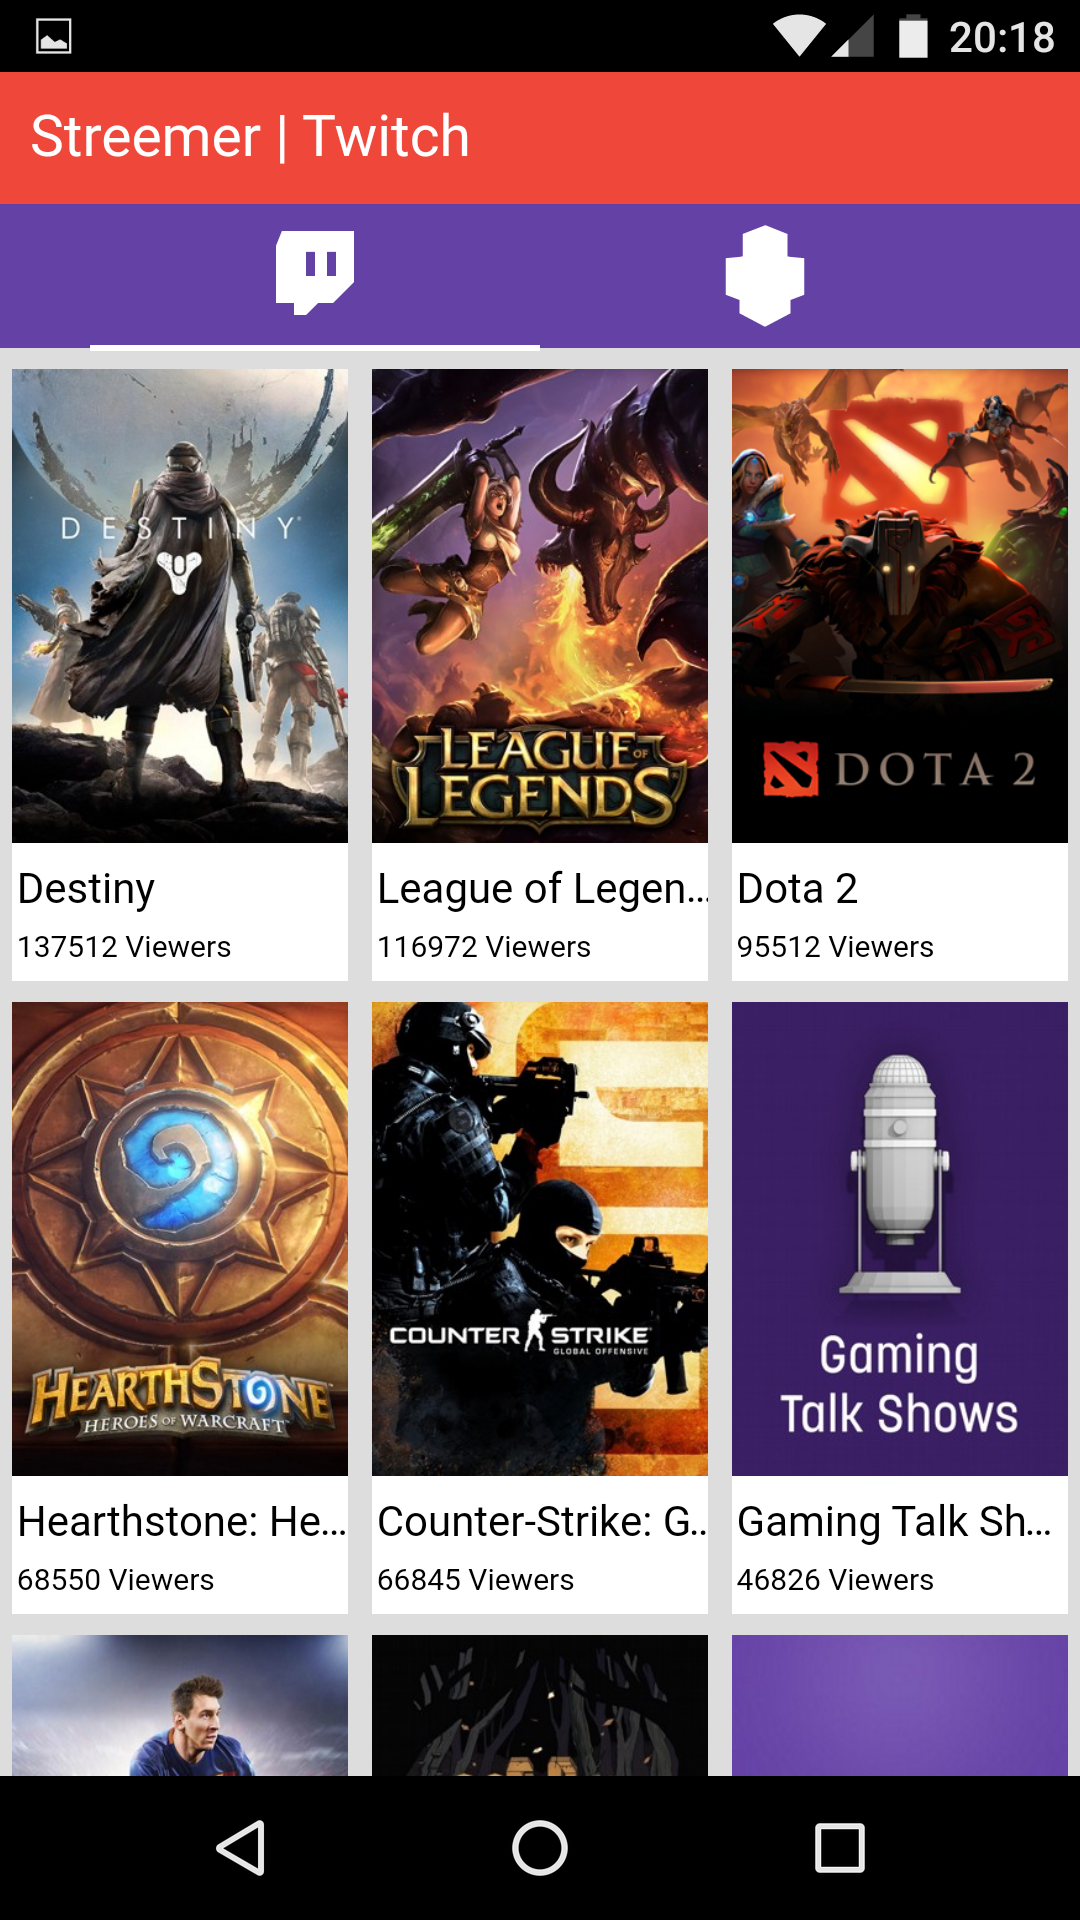 20:18
Streemer | Twitch
DESTINY
LEAGUE OF
LEGENDS
DOTA 2
Destiny
League of Legen...
Dota 2
137512 Viewers
116972 Viewers
95512 Viewers
HEARTHSTONE
HEROES OF WARCRAFT
COUNTER STRIKE
GLOBAL OFFENSIVE
Gaming
Talk Shows
Hearthstone: He...
Counter-Strike: G...
Gaming Talk Sh...
68550 Viewers
66845 Viewers
46826 Viewers